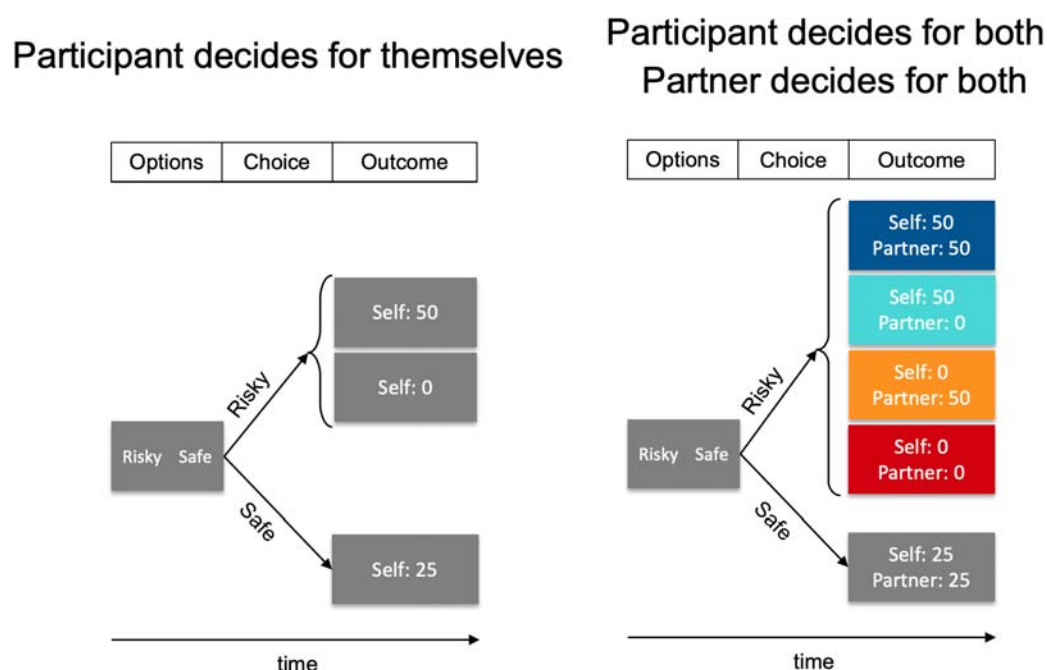 Participant decides for themselves
Options Choice Outcome
Self: 50
Self: 0
Risky
Risky Safe
Safe
Self: 25
time
Participant decides for both
Partner decides for both
Options Choice Outcome
Self: 50
Partner: 50
Self: 50
Partner: 0
Self: 0
Partner: 50
Self: 0
Partner: 0
Risky
Risky Safe
Safe
Self: 25
Partner: 25
time